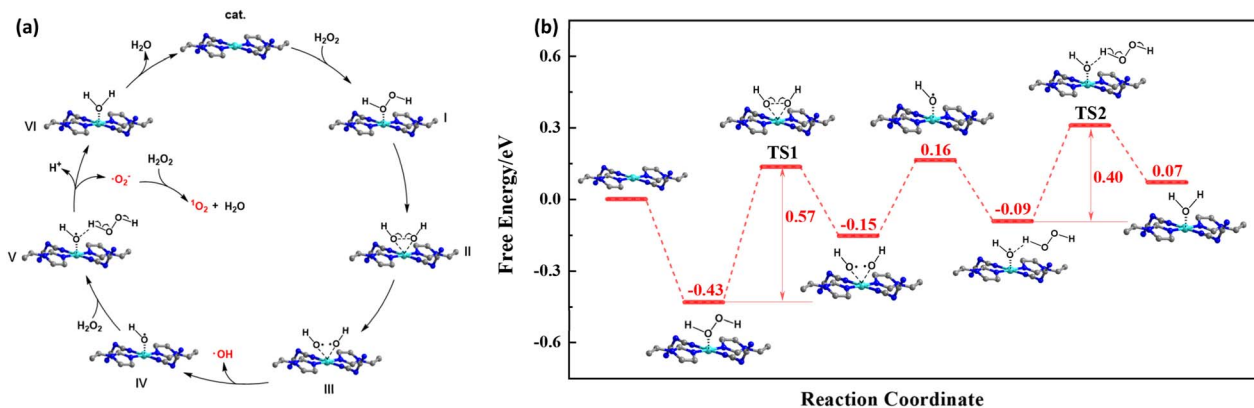 (a)
cat.
H₂O
H₂O₂
H
H
O
VI
H
O
O
H
I
H⁺
·O₂⁻
H₂O₂
¹O₂ + H₂O
H
O
H
O
O
H
V
H
O
O
H
II
H₂O₂
H
O
IV
·OH
H
O
· ·
O
H
III
(b)
Free Energy/eV
0.6
0.3
0.0
-0.3
-0.6
H
O
O
H
TS1
H
O
H
O
O
H
TS2
0.16
0.07
0.57
0.40
-0.15
-0.09
-0.43
H
O
O
H
H
O
· ·
O
H
H
O
H
O
O
H
H
H
O
Reaction Coordinate